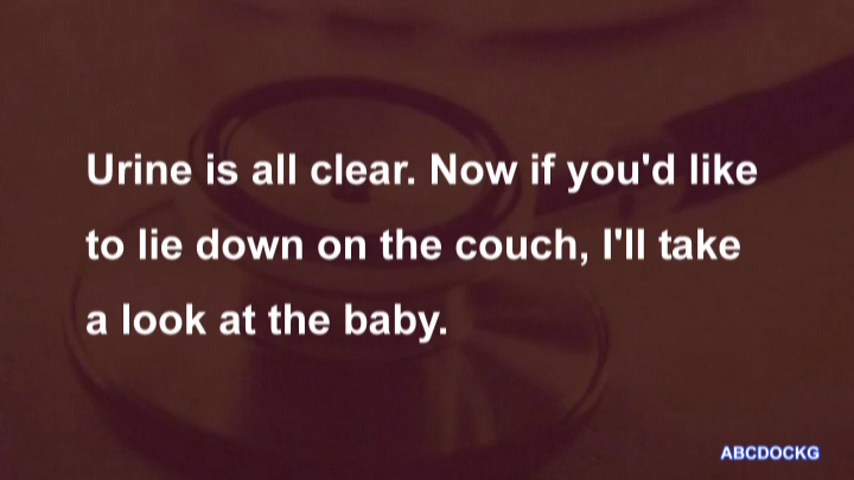 Urine is all clear. Now if you'd like
to lie down on the couch, I'll take
a look at the baby.
ABCDOCKG